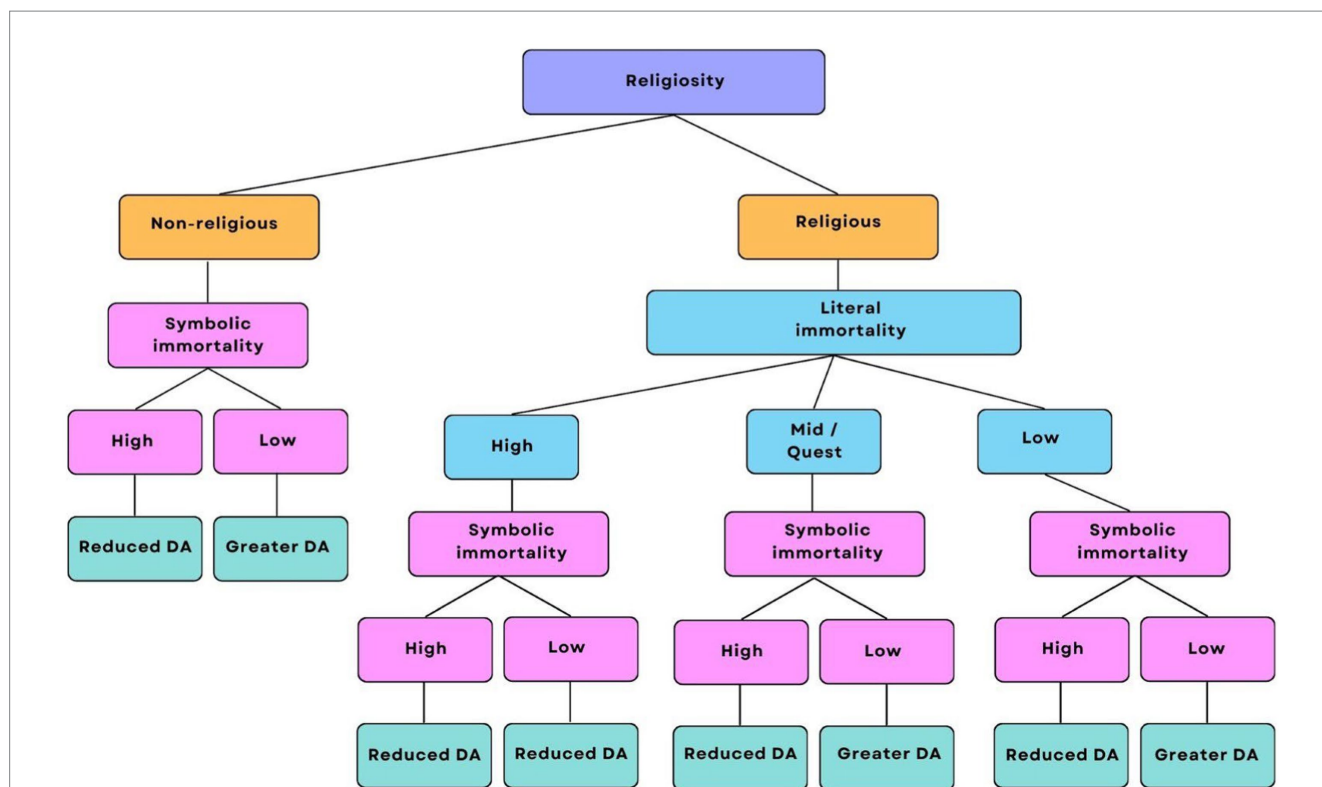 Religiosity
Non-religious
Religious
Literal
immortality
Symbolic
immortality
High
Low
High
Mid /
Quest
Low
Reduced DA
Greater DA
Symbolic
immortality
Symbolic
immortality
Symbolic
immortality
High
Low
High
Low
High
Low
Reduced DA
Reduced DA
Reduced DA
Greater DA
Reduced DA
Greater DA